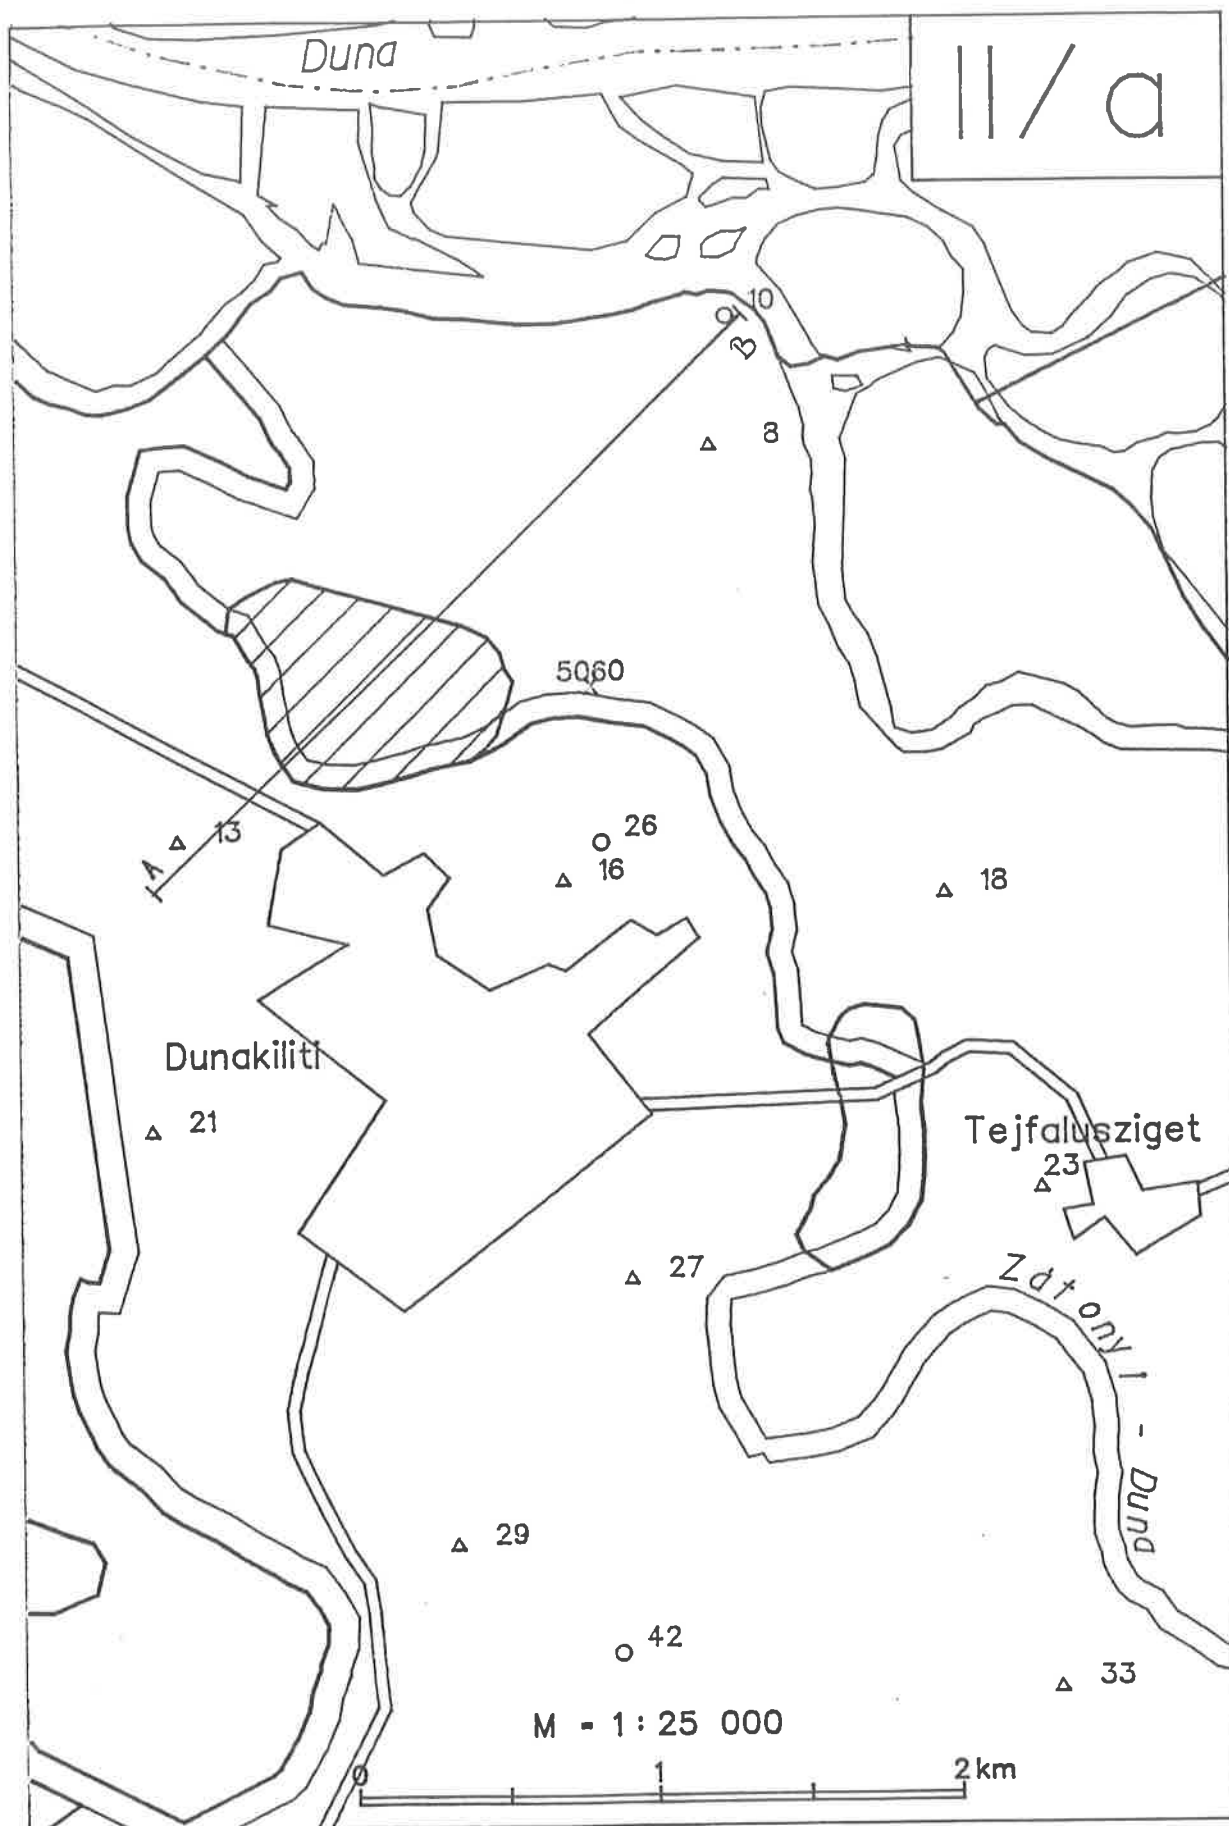 Duna
II/a
10
B
8
5060
13
A
26
16
18
Dunakiliti
21
Tejfalusziget
23
27
Zátonyi - Duna
29
42
33
M = 1:25 000
0 1 2 km